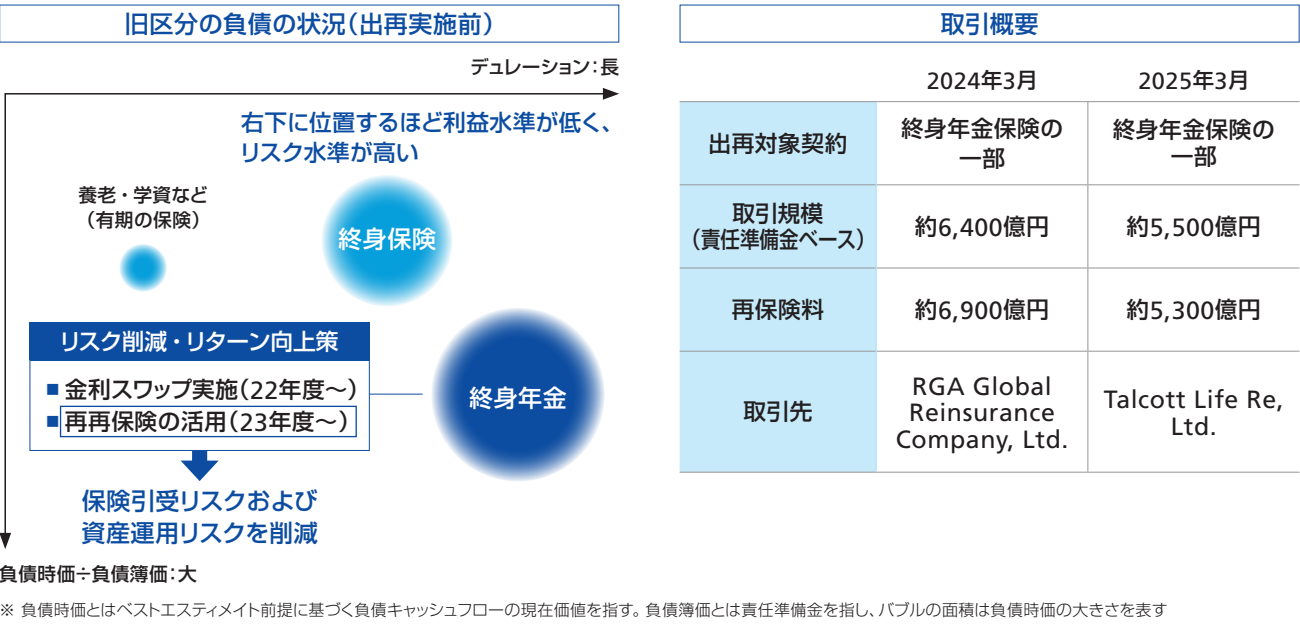 旧区分の負債の状況（出再実施前）
デュレーション：長
右下に位置するほど利益水準が低く、
リスク水準が高い
養老・学資など
（有期の保険）
終身保険
リスク削減・リターン向上策
■ 金利スワップ実施（22年度～）
■ 再再保険の活用（23年度～）
終身年金
保険引受リスクおよび
資産運用リスクを削減
負債時価÷負債簿価：大
取引概要
2024年3月 2025年3月
出再対象契約 終身年金保険の 終身年金保険の
一部 一部
取引規模
（責任準備金ベース） 約6,400億円 約5,500億円
再保険料 約6,900億円 約5,300億円
取引先 RGA Global
Reinsurance
Company, Ltd. Talcott Life Re,
Ltd.
※ 負債時価とはベストエスティメイト前提に基づく負債キャッシュフローの現在価値を指す。負債簿価とは責任準備金を指し、バブルの面積は負債時価の大きさを表す